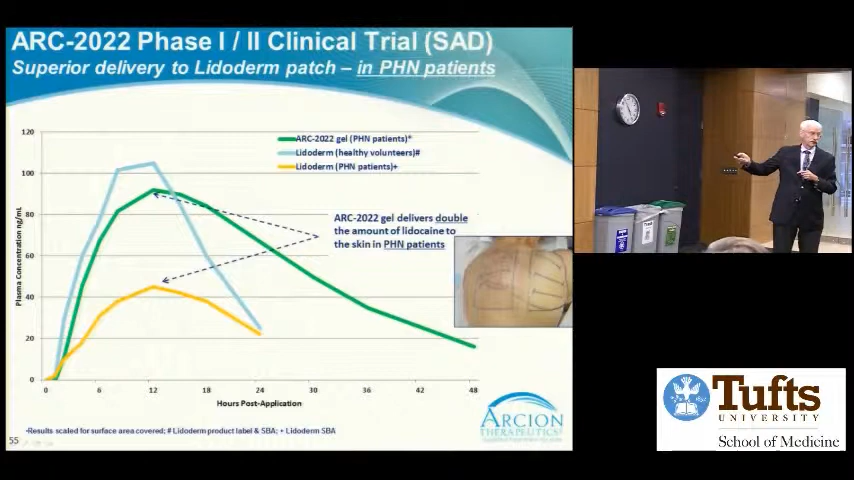 ARC-2022 Phase I / II Clinical Trial (SAD)
Superior delivery to Lidoderm patch – in PHN patients
120
100
80
60
40
20
0
Plasma Concentration ng/mL
ARC-2022 gel (PHN patients)*
Lidoderm (healthy volunteers)#
Lidoderm (PHN patients)+
ARC-2022 gel delivers double
the amount of lidocaine to
the skin in PHN patients
0 6 12 18 24 30 36 42 48
Hours Post-Application
ARCION
THERAPEUTICS
*Results scaled for surface area covered; # Lidoderm product label & SBA; + Lidoderm SBA
55
Tufts
UNIVERSITY
School of Medicine